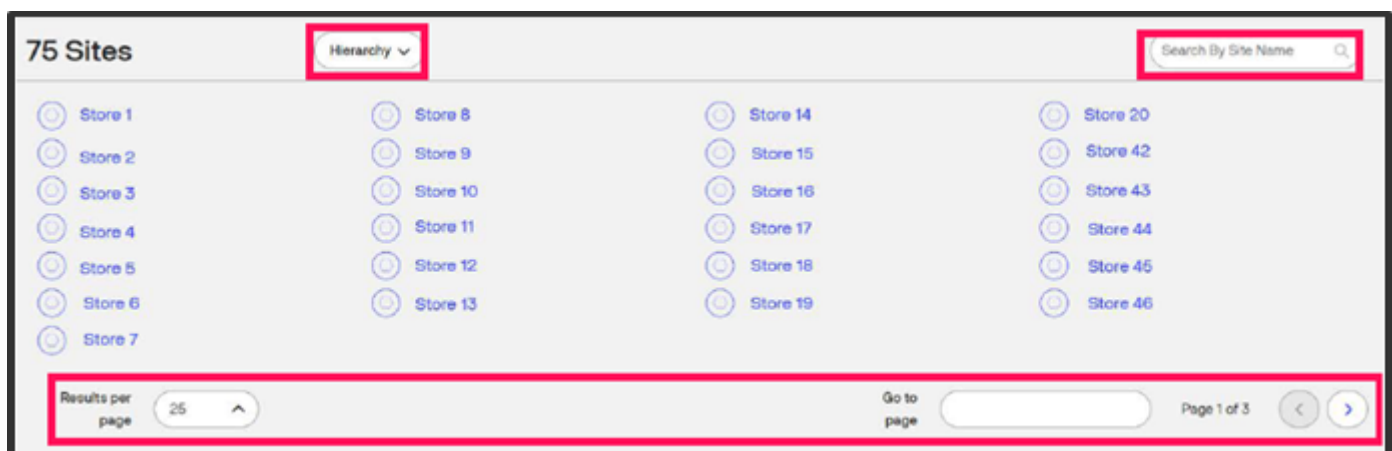 75 Sites
Hierarchy
Search By Site Name
Store 1
Store 2
Store 3
Store 4
Store 5
Store 6
Store 7
Store 8
Store 9
Store 10
Store 11
Store 12
Store 13
Store 14
Store 15
Store 16
Store 17
Store 18
Store 19
Store 20
Store 42
Store 43
Store 44
Store 45
Store 46
Results per
page
25
Go to
page
Page 1 of 3